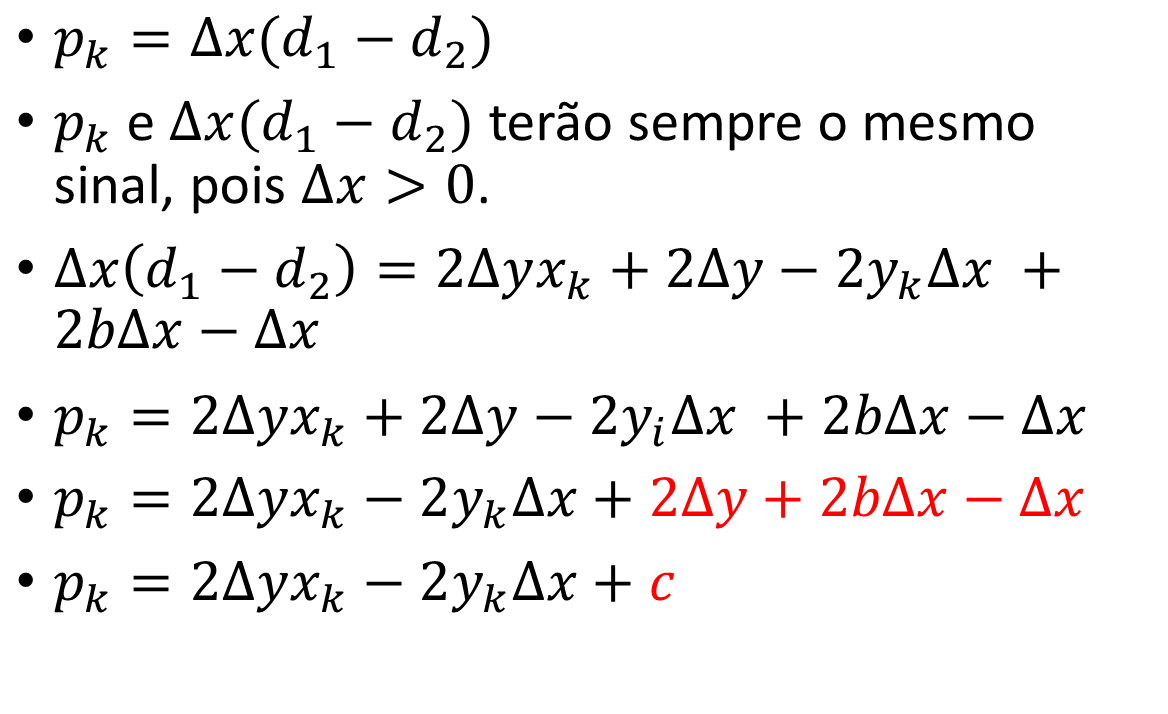 • pₖ = Δx(d₁ − d₂)
• pₖ e Δx(d₁ − d₂) terão sempre o mesmo
sinal, pois Δx > 0.
• Δx(d₁ − d₂) = 2Δyxₖ + 2Δy − 2yₖΔx +
2bΔx − Δx
• pₖ = 2Δyxₖ + 2Δy − 2yᵢΔx + 2bΔx − Δx
• pₖ = 2Δyxₖ − 2yₖΔx + 2Δy + 2bΔx − Δx
• pₖ = 2Δyxₖ − 2yₖΔx + c